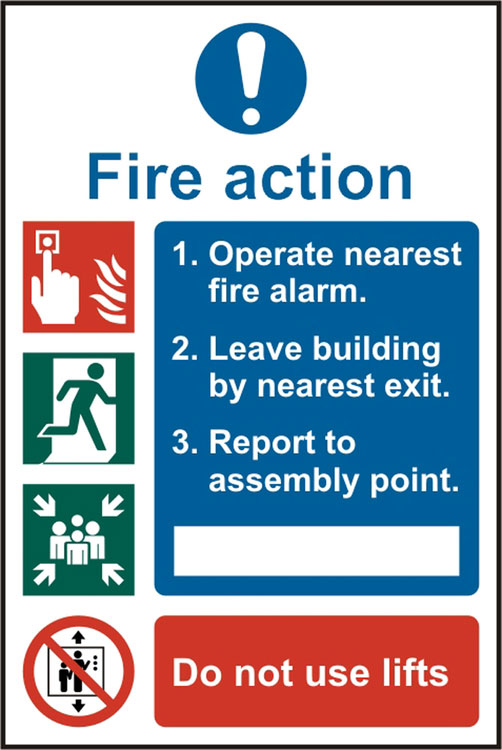 Fire action
1. Operate nearest
fire alarm.
2. Leave building
by nearest exit.
3. Report to
assembly point.
Do not use lifts